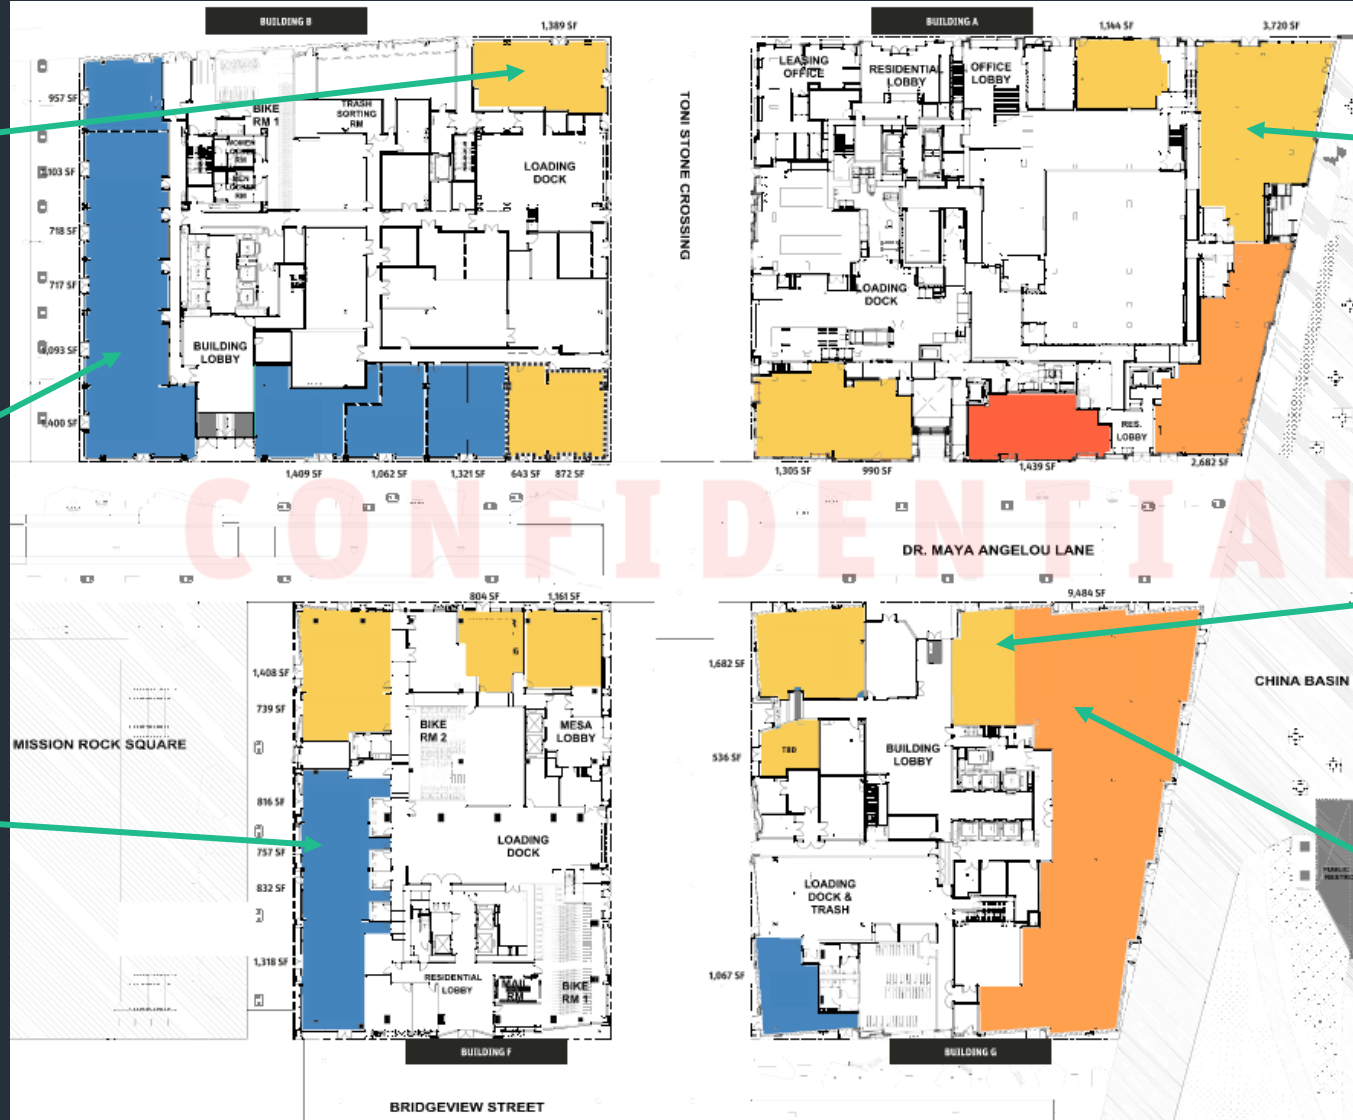 BUILDING B
BUILDING A
1,389 SF
1,144 SF
3,720 SF
957 SF
BIKE
RM 1
TRASH
SORTING
RM
WOMEN
LOCKER
RM
MEN
LOCKER
RM
LOADING
DOCK
103 SF
718 SF
717 SF
,093 SF
,400 SF
BUILDING
LOBBY
1,409 SF
1,062 SF
1,321 SF
643 SF
872 SF
TONI STONE CROSSING
LEASING
OFFICE
RESIDENTIAL
LOBBY
OFFICE
LOBBY
LOADING
DOCK
RES.
LOBBY
1,305 SF
990 SF
1,439 SF
2,682 SF
CONFIDENTIAL
DR. MAYA ANGELOU LANE
804 SF
1,161 SF
9,484 SF
1,408 SF
739 SF
MISSION ROCK SQUARE
816 SF
757 SF
832 SF
1,318 SF
BIKE
RM 2
MESA
LOBBY
LOADING
DOCK
RESIDENTIAL
LOBBY
MAIL
RM
BIKE
RM 1
BUILDING F
1,682 SF
536 SF
TBD
BUILDING
LOBBY
LOADING
DOCK &
TRASH
1,067 SF
CHINA BASIN
PUBLIC
BUILDING G
BRIDGEVIEW STREET